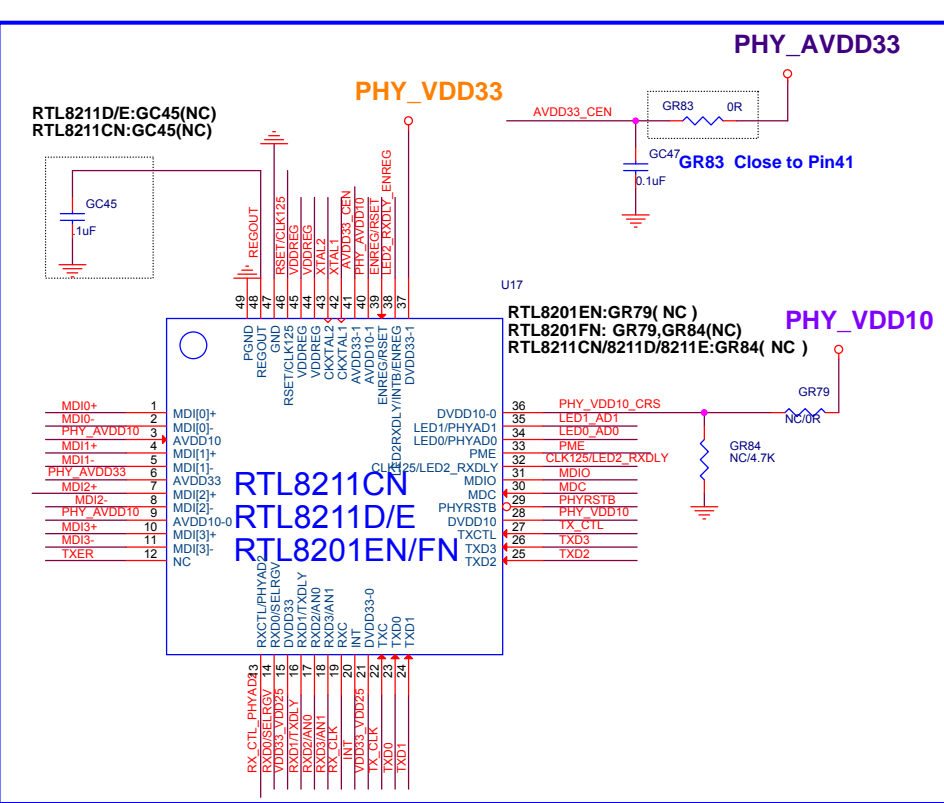 PHY_AVDD33
PHY_VDD33
RTL8211D/E:GC45(NC)
RTL8211CN:GC45(NC)
AVDD33_CEN
GR83
0R
GC47
0.1uF
GR83 Close to Pin41
GC45
.1uF
REGOUT
RSET/CLK125
VDDREG
VDDREG
XTAL2
XTAL1
AVDD33_CEN
PHY_AVDD10
ENREG/RSET
LED2_RXDLY_ENREG
49
48
47
46
45
44
43
42
41
40
39
38
37
PGND
REGOUT
GND
RSET/CLK125
VDDREG
VDDREG
CKXTAL2
CKXTAL1
AVDD33-1
AVDD10-1
ENREG/RSET
LED2RXDLY/INTB/ENREG
DVDD33-1
U17
RTL8201EN:GR79( NC )
RTL8201FN: GR79,GR84(NC)
RTL8211CN/8211D/8211E:GR84( NC )
PHY_VDD10
GR79
NC/0R
GR84
NC/4.7K
MDI0+ 1 MDI[0]+
MDI0- 2 MDI[0]-
PHY_AVDD10 3 AVDD10
MDI1+ 4 MDI[1]+
MDI1- 5 MDI[1]-
PHY_AVDD33 6 AVDD33
MDI2+ 7 MDI[2]+
MDI2- 8 MDI[2]-
PHY_AVDD10 9 AVDD10-0
MDI3+ 10 MDI[3]+
MDI3- 11 MDI[3]-
TXER 12 NC
RTL8211CN
RTL8211D/E
RTL8201EN/FN
DVDD10-0 36 PHY_VDD10_CRS
LED1/PHYAD1 35 LED1_AD1
LED0/PHYAD0 34 LED0_AD0
PME 33 PME
CLK125/LED2_RXDLY 32 CLK125/LED2_RXDLY
MDIO 31 MDIO
MDC 30 MDC
PHYRSTB 29 PHYRSTB
DVDD10 28 PHY_VDD10
TXCTL 27 TX_CTL
TXD3 26 TXD3
TXD2 25 TXD2
RXCTL/PHYAD2
RXD0/SELRGV
DVDD33
RXD1/TXDLY
RXD2/AN0
RXD3/AN1
RXC
INT
DVDD33-0
TXC
TXD0
TXD1
13
14
15
16
17
18
19
20
21
22
23
24
RX_CTL_PHYAD2
RXD0/SELRGV
VDD33_VDD25
RXD1/TXDLY
RXD2/AN0
RXD3/AN1
RX_CLK
INT
VDD33_VDD25
TX_CLK
TXD0
TXD1